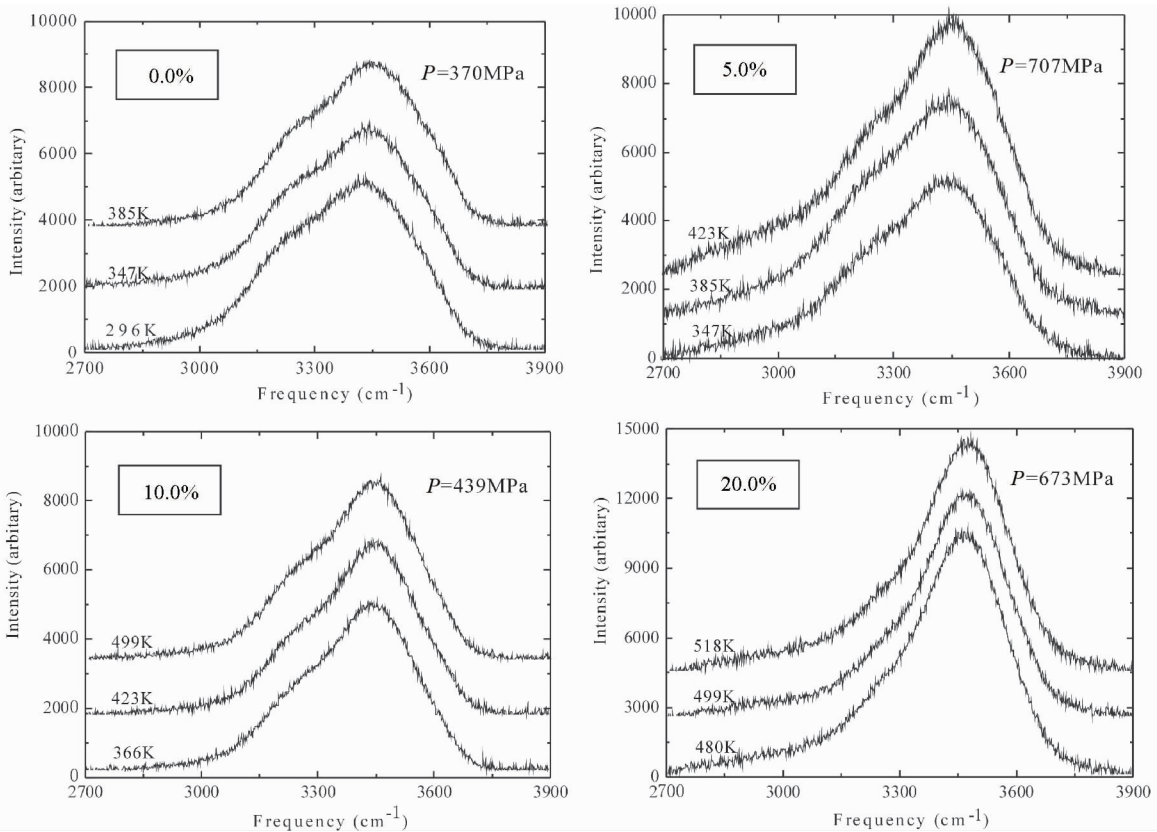 10000
8000
6000
4000
2000
0
Intensity (arbitary)
0.0%
P=370MPa
385K
347K
296K
2700 3000 3300 3600 3900
Frequency (cm-1)
10000
8000
6000
4000
2000
0
Intensity (arbitary)
5.0%
P=707MPa
423K
385K
347K
2700 3000 3300 3600 3900
Frequency (cm-1)
10000
8000
6000
4000
2000
0
Intensity (arbitary)
10.0%
P=439MPa
499K
423K
366K
2700 3000 3300 3600 3900
Frequency (cm-1)
15000
12000
9000
6000
3000
0
Intensity (arbitary)
20.0%
P=673MPa
518K
499K
480K
2700 3000 3300 3600 3900
Frequency (cm-1)